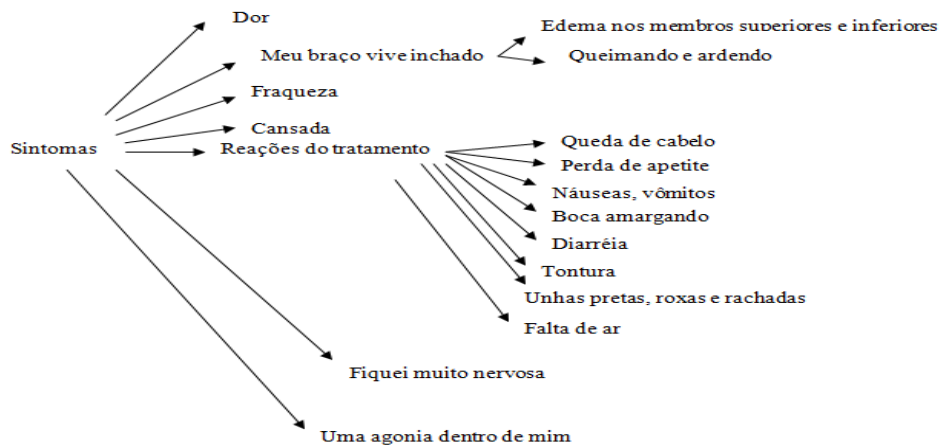 Dor
Edema nos membros superiores e inferiores
Meu braço vive inchado
Queimando e ardendo
Fraqueza
Cansada
Sintomas
Reações do tratamento
Queda de cabelo
Perda de apetite
Náuseas, vômitos
Boca amargando
Diarréia
Tontura
Unhas pretas, roxas e rachadas
Falta de ar
Fiquei muito nervosa
Uma agonia dentro de mim